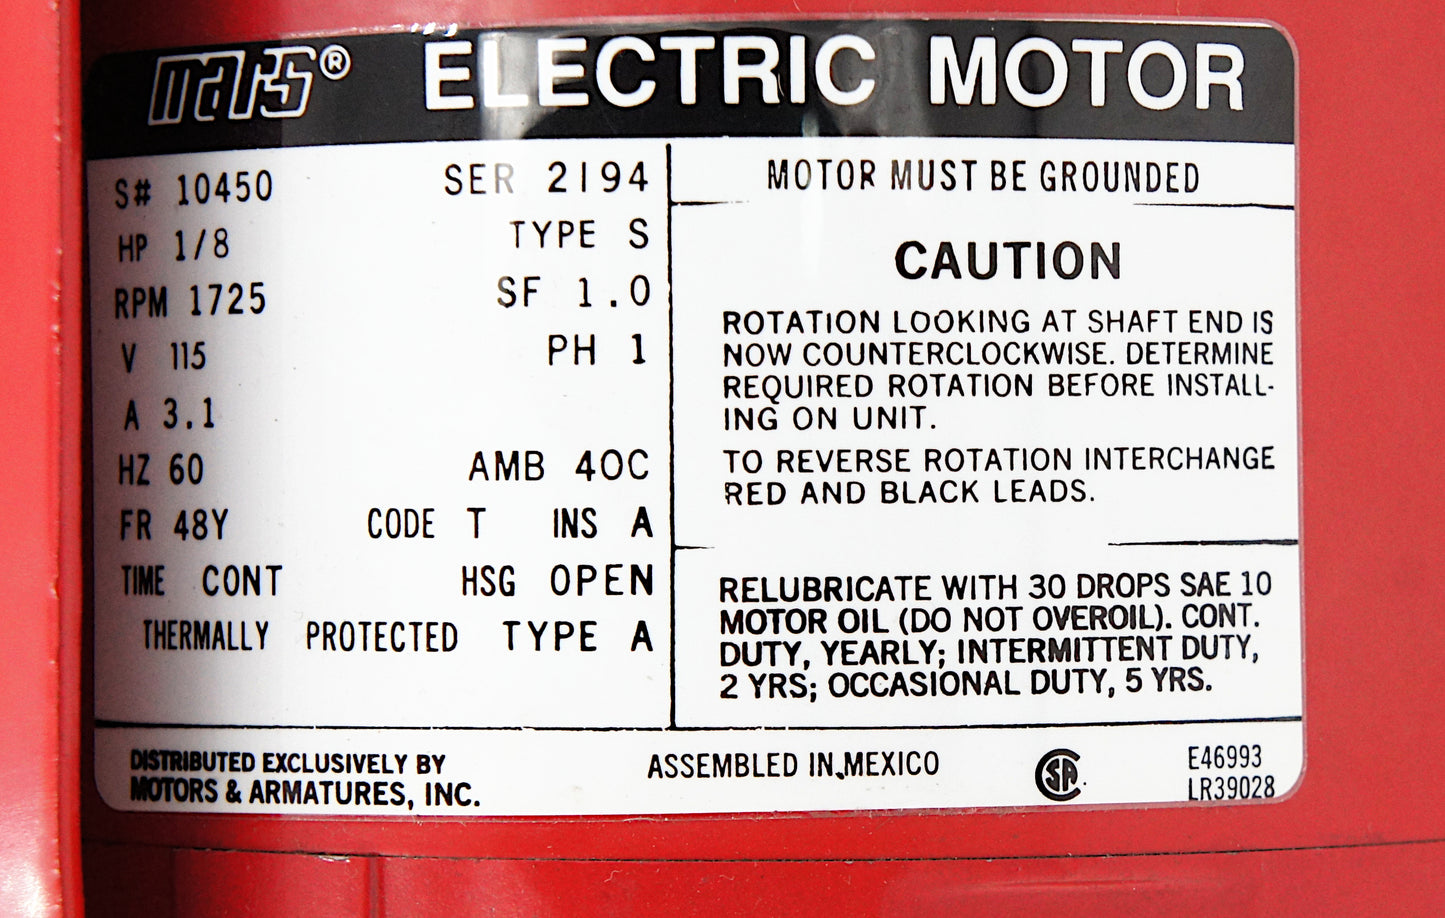 mars® ELECTRIC MOTOR
S# 10450 SER 2194
HP 1/8 TYPE S
RPM 1725 SF 1.0
V 115 PH 1
A 3.1
HZ 60 AMB 40C
FR 48Y CODE T INS A
TIME CONT HSG OPEN
THERMALLY PROTECTED TYPE A
MOTOR MUST BE GROUNDED
CAUTION
ROTATION LOOKING AT SHAFT END IS
NOW COUNTERCLOCKWISE. DETERMINE
REQUIRED ROTATION BEFORE INSTALL-
ING ON UNIT.
TO REVERSE ROTATION INTERCHANGE
RED AND BLACK LEADS.
RELUBRICATE WITH 30 DROPS SAE 10
MOTOR OIL (DO NOT OVEROIL). CONT.
DUTY, YEARLY; INTERMITTENT DUTY,
2 YRS; OCCASIONAL DUTY, 5 YRS.
DISTRIBUTED EXCLUSIVELY BY
MOTORS & ARMATURES, INC.
ASSEMBLED IN MEXICO
SA
E46993
LR39028